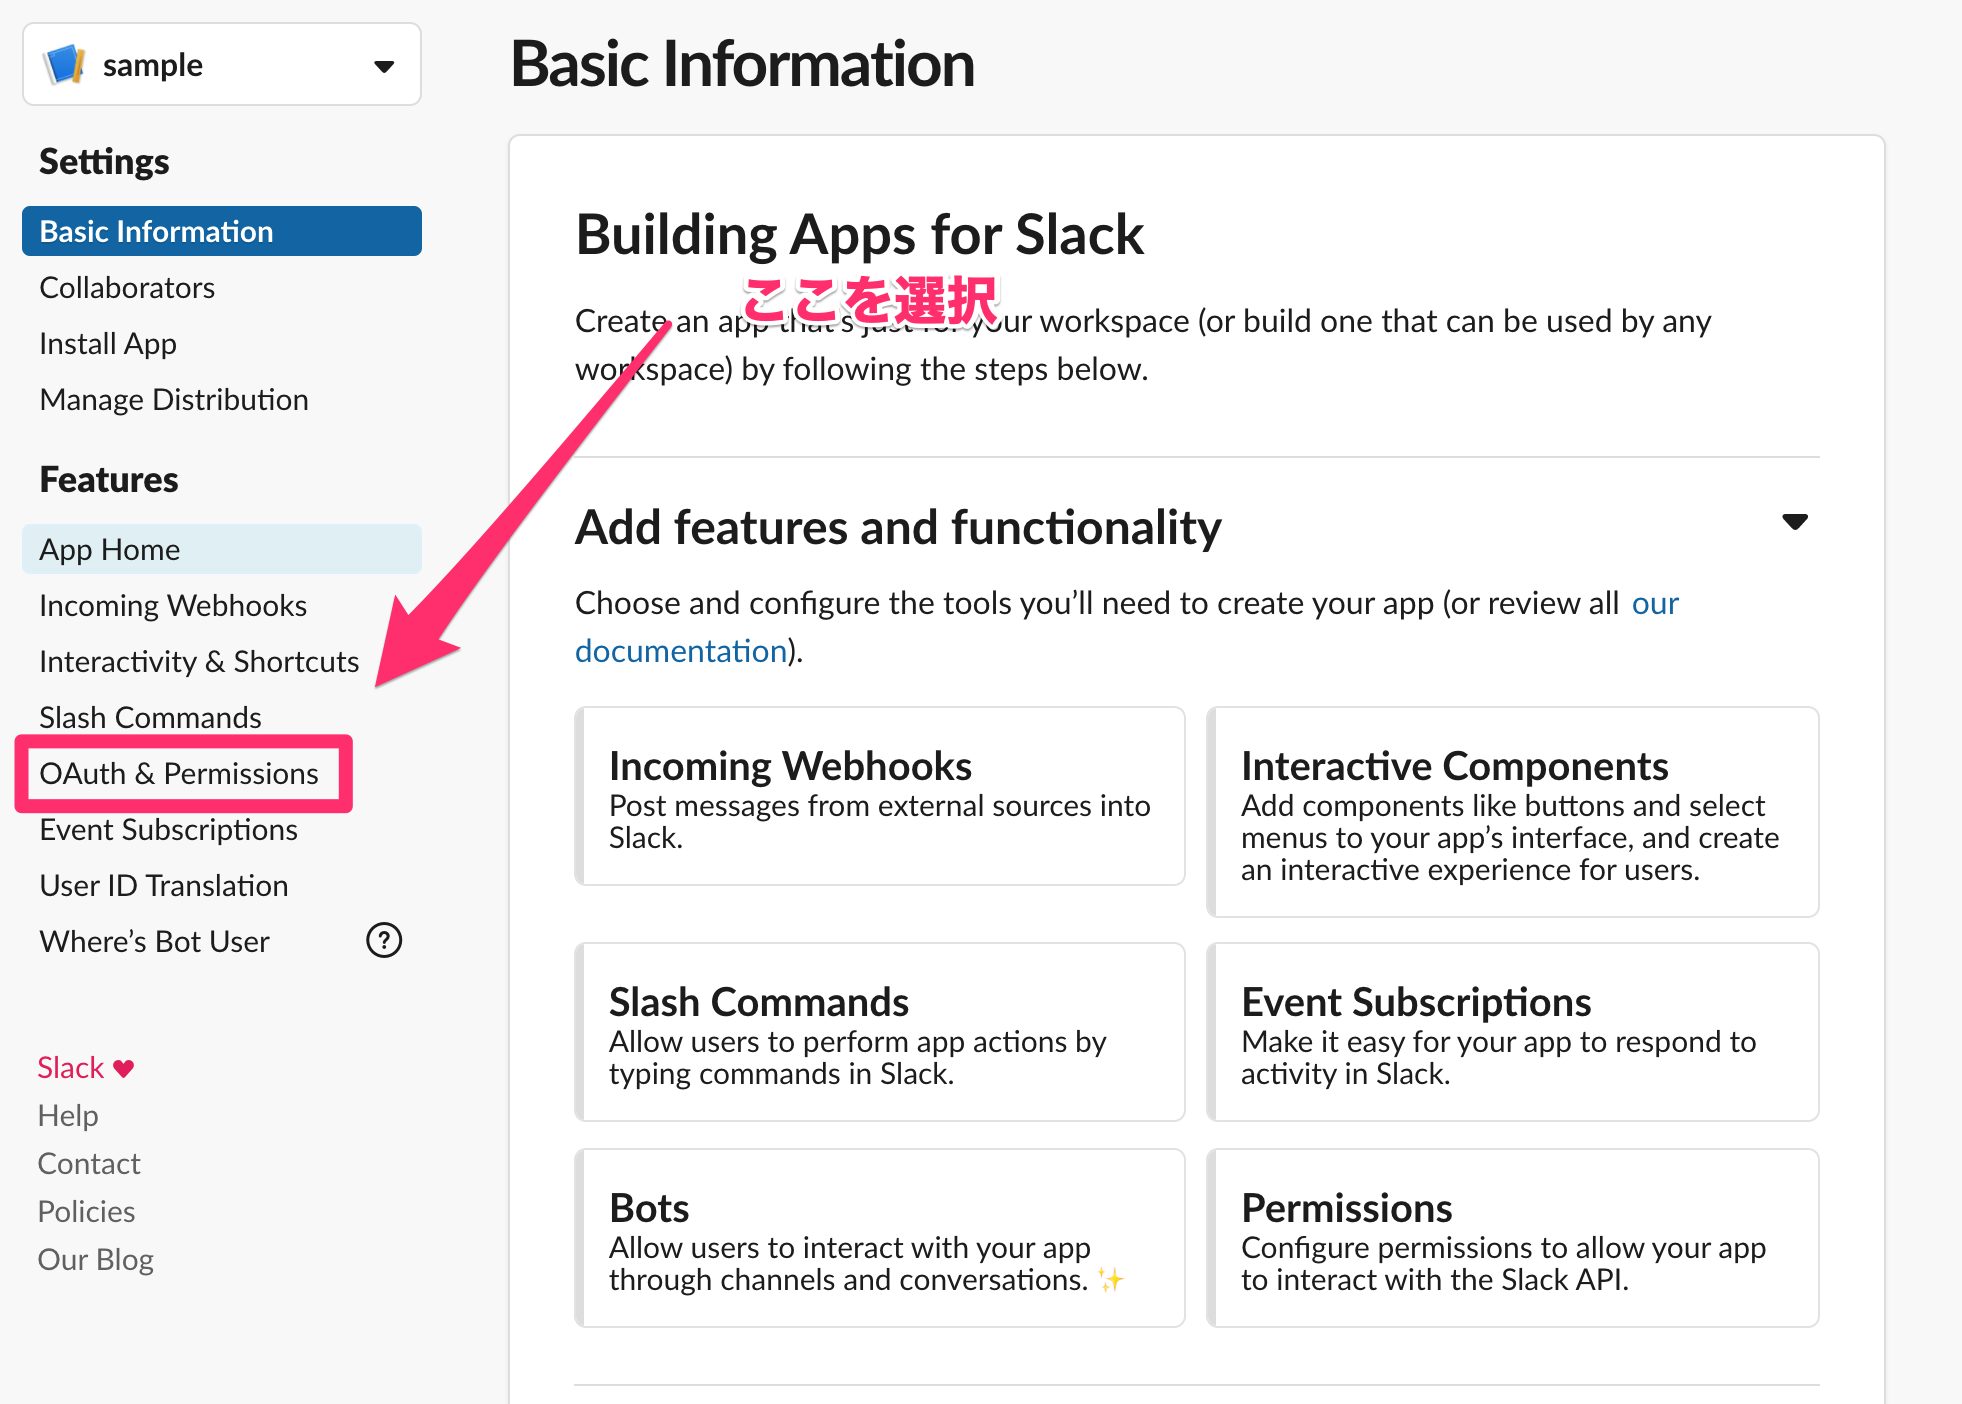 sample
Settings
Basic Information
Collaborators
Install App
Manage Distribution
Features
App Home
Incoming Webhooks
Interactivity & Shortcuts
Slash Commands
OAuth & Permissions
Event Subscriptions
User ID Translation
Where's Bot User
?
Slack ♥
Help
Contact
Policies
Our Blog
Basic Information
Building Apps for Slack
ここを選択
Create an app that's just for your workspace (or build one that can be used by any
workspace) by following the steps below.
Add features and functionality
Choose and configure the tools you’ll need to create your app (or review all our
documentation).
Incoming Webhooks
Post messages from external sources into
Slack.
Interactive Components
Add components like buttons and select
menus to your app’s interface, and create
an interactive experience for users.
Slash Commands
Allow users to perform app actions by
typing commands in Slack.
Event Subscriptions
Make it easy for your app to respond to
activity in Slack.
Bots
Allow users to interact with your app
through channels and conversations. ✨
Permissions
Configure permissions to allow your app
to interact with the Slack API.